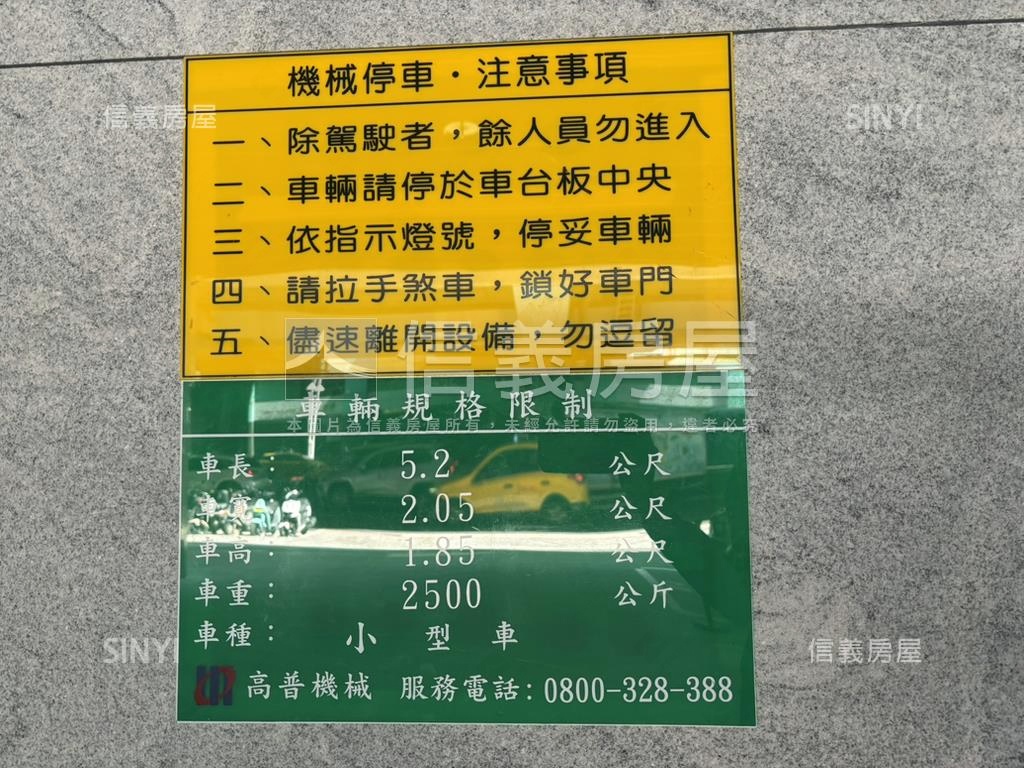 機械停車・注意事項
一、除駕駛者，餘人員勿進入
二、車輛請停於車台板中央
三、依指示燈號，停妥車輛
四、請拉手煞車，鎖好車門
五、儘速離開設備，勿逗留
信義房屋
SINYI
信義房屋
車輛規格限制
本圖片為信義房屋所有，未經允許請勿盜用，違者必究
車長： 5.2 公尺
車寬： 2.05 公尺
車高： 1.85 公尺
車重： 2500 公斤
車種： 小型車
SINYI
信義房屋
高普機械 服務電話：0800-328-388